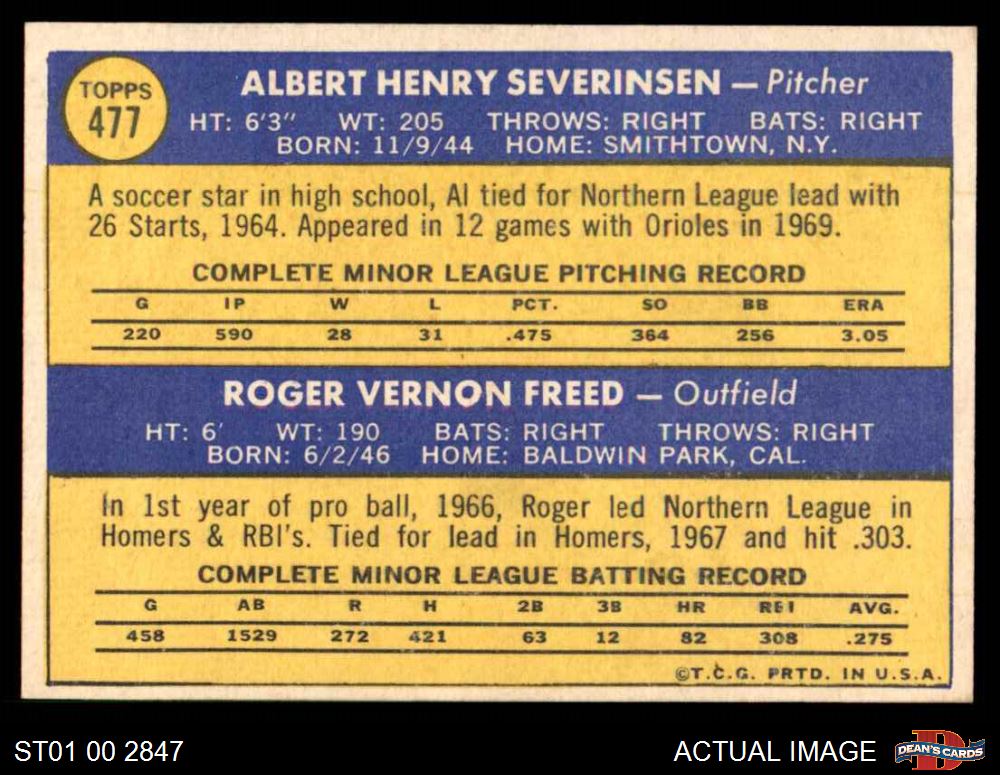 TOPPS
477
ALBERT HENRY SEVERINSEN — Pitcher
HT: 6'3" WT: 205 THROWS: RIGHT BATS: RIGHT
BORN: 11/9/44 HOME: SMITHTOWN, N.Y.
A soccer star in high school, Al tied for Northern League lead with
26 Starts, 1964. Appeared in 12 games with Orioles in 1969.
COMPLETE MINOR LEAGUE PITCHING RECORD
G IP W L PCT. SO BB ERA
220 590 28 31 .475 364 256 3.05
ROGER VERNON FREED — Outfield
HT: 6' WT: 190 BATS: RIGHT THROWS: RIGHT
BORN: 6/2/46 HOME: BALDWIN PARK, CAL.
In 1st year of pro ball, 1966, Roger led Northern League in
Homers & RBI's. Tied for lead in Homers, 1967 and hit .303.
COMPLETE MINOR LEAGUE BATTING RECORD
G AB R H 2B 3B HR RBI AVG.
458 1529 272 421 63 12 82 308 .275
©T.C.G. PRTD. IN U.S.A.
ST01 00 2847 ACTUAL IMAGE D DEAN'S CARDS